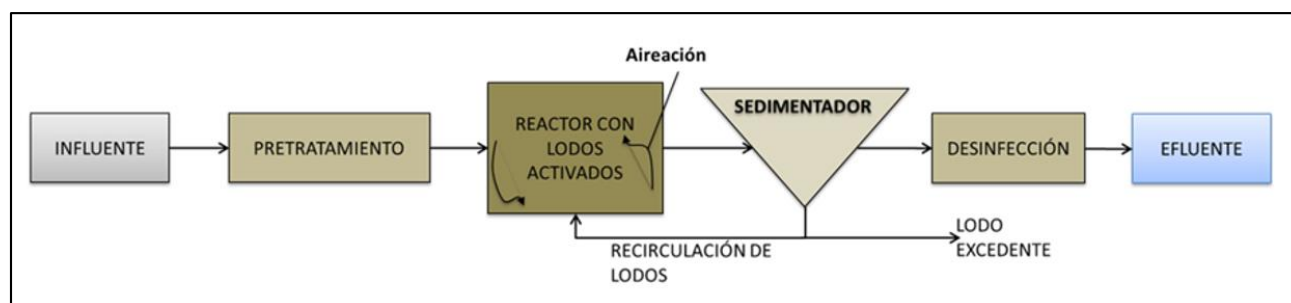 Aireación
SEDIMENTADOR
INFLUENTE
PRETRATAMIENTO
REACTOR CON
LODOS
ACTIVADOS
DESINFECCIÓN
EFLUENTE
RECIRCULACIÓN DE
LODOS
LODO
EXCEDENTE